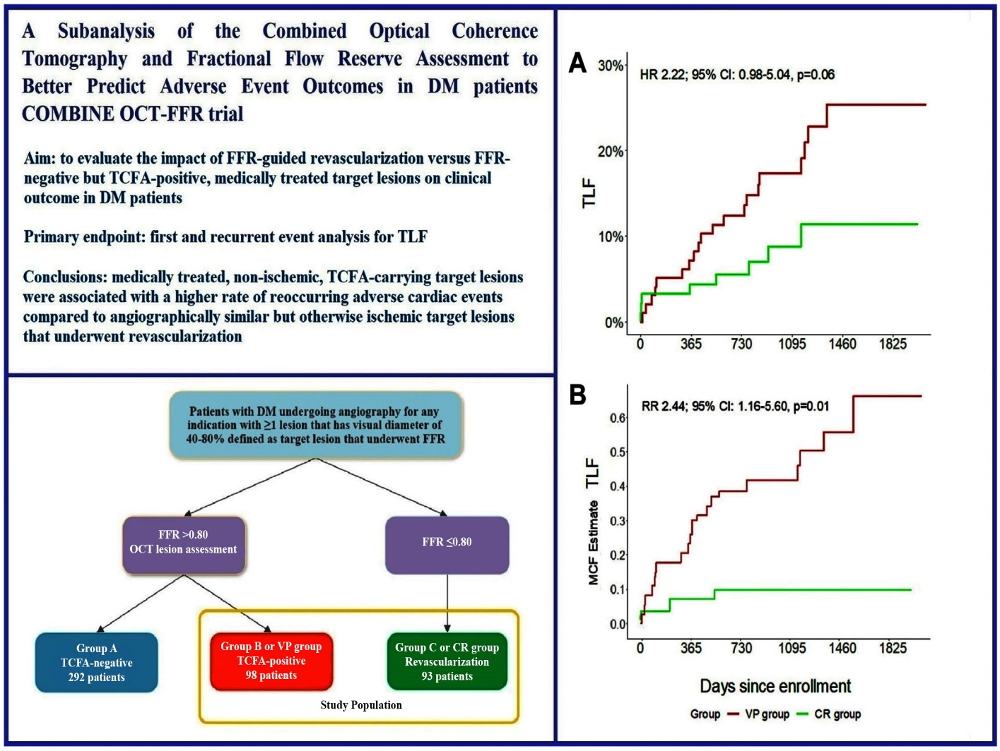 A Subanalysis of the Combined Optical Coherence
Tomography and Fractional Flow Reserve Assessment to
Better Predict Adverse Event Outcomes in DM patients
COMBINE OCT-FFR trial
Aim: to evaluate the impact of FFR-guided revascularization versus FFR-
negative but TCFA-positive, medically treated target lesions on clinical
outcome in DM patients
Primary endpoint: first and recurrent event analysis for TLF
Conclusions: medically treated, non-ischemic, TCFA-carrying target lesions
were associated with a higher rate of reoccurring adverse cardiac events
compared to angiographically similar but otherwise ischemic target lesions
that underwent revascularization
Patients with DM undergoing angiography for any
indication with ≥1 lesion that has visual diameter of
40-80% defined as target lesion that underwent FFR
FFR >0.80
OCT lesion assessment
FFR ≤0.80
Group A
TCFA-negative
292 patients
Group B or VP group
TCFA-positive
98 patients
Group C or CR group
Revascularization
93 patients
Study Population
A
HR 2.22; 95% CI: 0.98-5.04, p=0.06
30%
20%
10%
0%
TLF
0 365 730 1095 1460 1825
B
RR 2.44; 95% CI: 1.16-5.60, p=0.01
0.6
0.5
0.4
0.3
0.2
0.1
0.0
MCF Estimate TLF
0 365 730 1095 1460 1825
Days since enrollment
Group VP group CR group